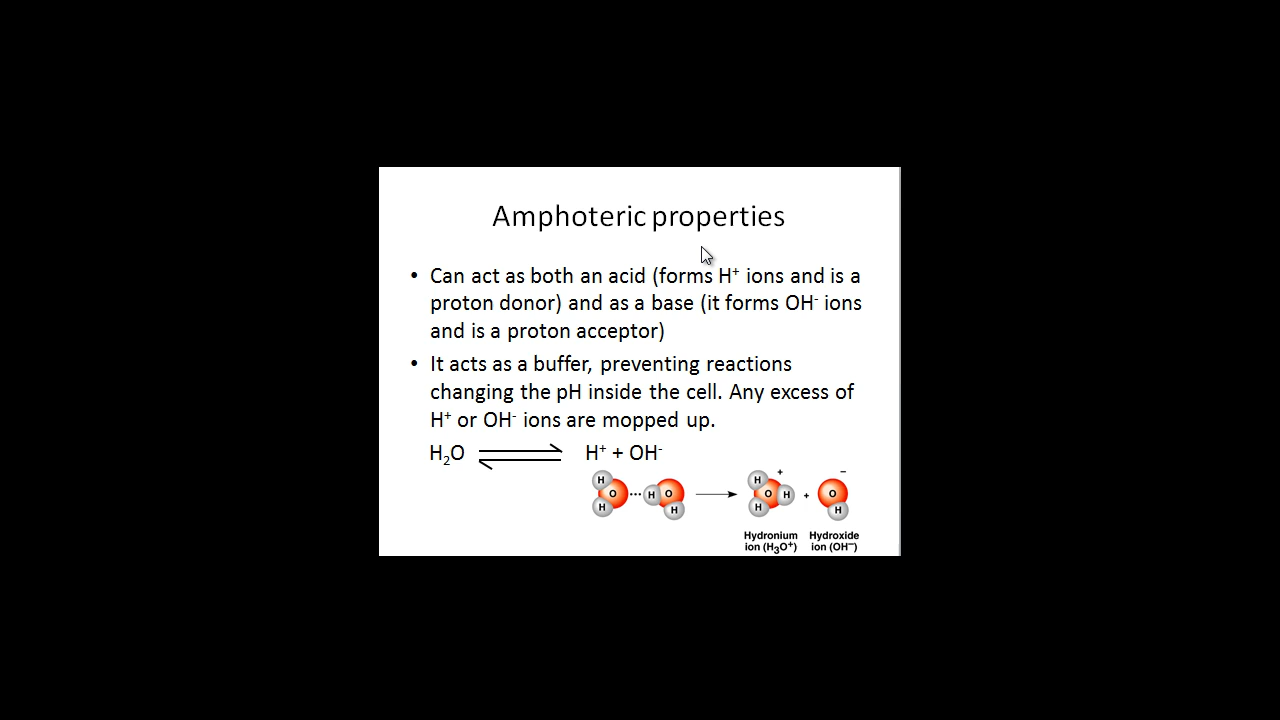 Amphoteric properties
• Can act as both an acid (forms H⁺ ions and is a
proton donor) and as a base (it forms OH⁻ ions
and is a proton acceptor)
• It acts as a buffer, preventing reactions
changing the pH inside the cell. Any excess of
H⁺ or OH⁻ ions are mopped up.
H₂O ⇌ H⁺ + OH⁻
H O H ··· H O H → H O H H + + O H −
Hydronium ion (H₃O⁺)
Hydroxide ion (OH⁻)